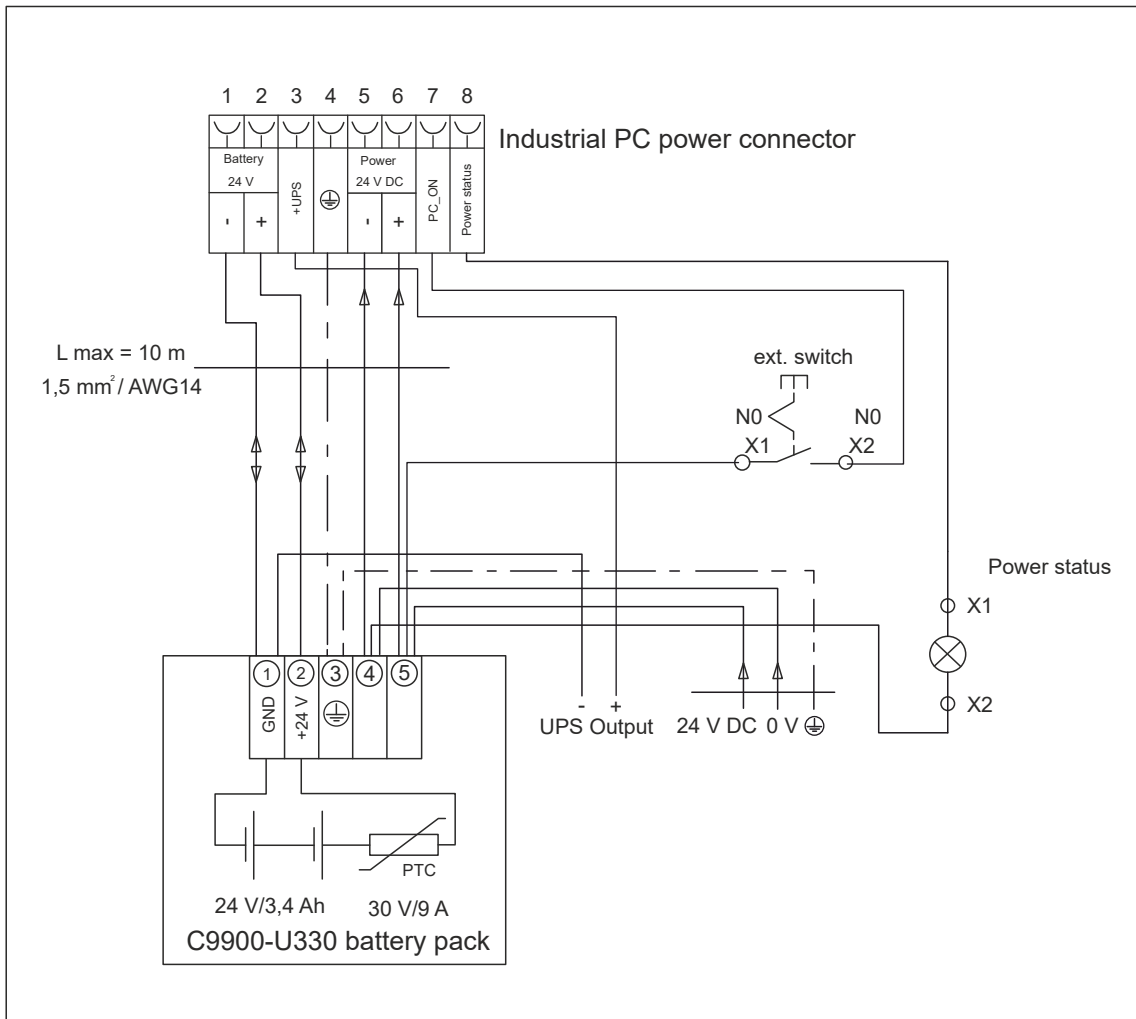 1 2 3 4 5 6 7 8
Industrial PC power connector
Battery
24 V
- +
+UPS
Power
24 V DC
- +
PC_ON
Power status
L max = 10 m
1,5 mm²/ AWG14
ext. switch
N0 N0
X1 X2
Power status
X1
X2
1 2 3 4 5
GND
+24 V
- +
UPS Output
24 V DC 0 V
PTC
24 V/3,4 Ah 30 V/9 A
C9900-U330 battery pack